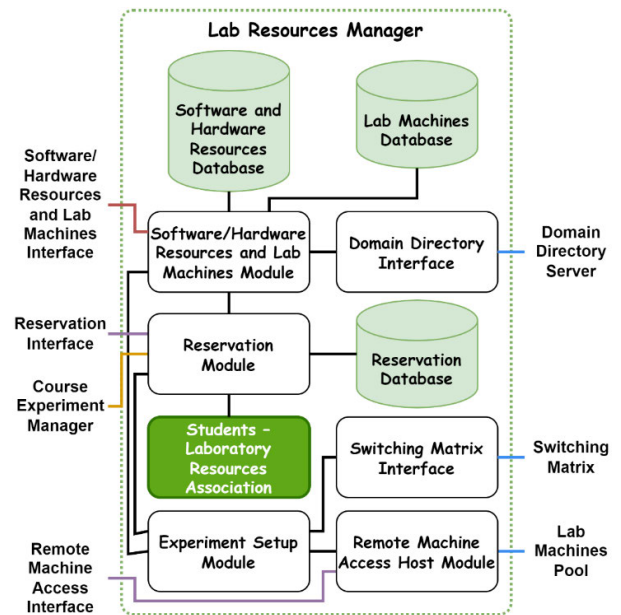 Lab Resources Manager
Software and
Hardware
Resources
Database
Lab Machines
Database
Software/
Hardware
Resources
and Lab
Machines
Interface
Software/Hardware
Resources and Lab
Machines Module
Domain Directory
Interface
Domain
Directory
Server
Reservation
Interface
Reservation
Module
Reservation
Database
Course
Experiment
Manager
Students –
Laboratory
Resources
Association
Switching Matrix
Interface
Switching
Matrix
Experiment Setup
Module
Remote Machine
Access Host Module
Lab
Machines
Pool
Remote
Machine
Access
Interface